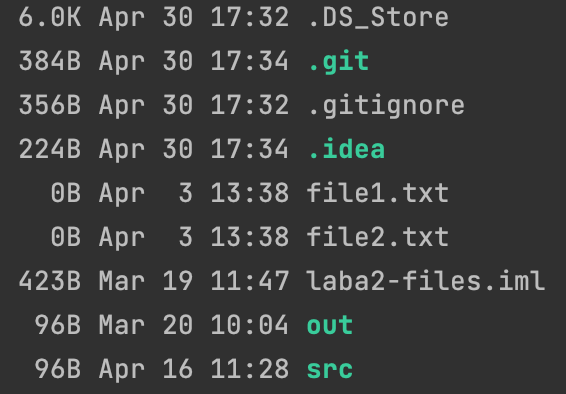 6.0K Apr 30 17:32 .DS_Store
384B Apr 30 17:34 .git
356B Apr 30 17:32 .gitignore
224B Apr 30 17:34 .idea
0B Apr  3 13:38 file1.txt
0B Apr  3 13:38 file2.txt
423B Mar 19 11:47 laba2-files.iml
96B Mar 20 10:04 out
96B Apr 16 11:28 src